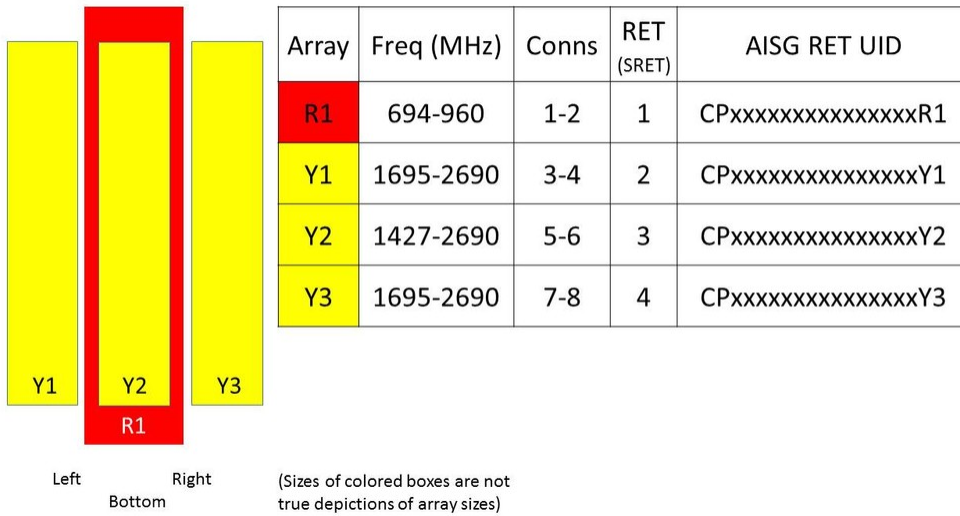 Array Freq (MHz) Conns RET (SRET) AISG RET UID
R1 694-960 1-2 1 CPxxxxxxxxxxxxxxxR1
Y1 1695-2690 3-4 2 CPxxxxxxxxxxxxxxxY1
Y2 1427-2690 5-6 3 CPxxxxxxxxxxxxxxxY2
Y3 1695-2690 7-8 4 CPxxxxxxxxxxxxxxxY3
Y1 Y2 Y3
R1
Left Right
Bottom
(Sizes of colored boxes are not
true depictions of array sizes)